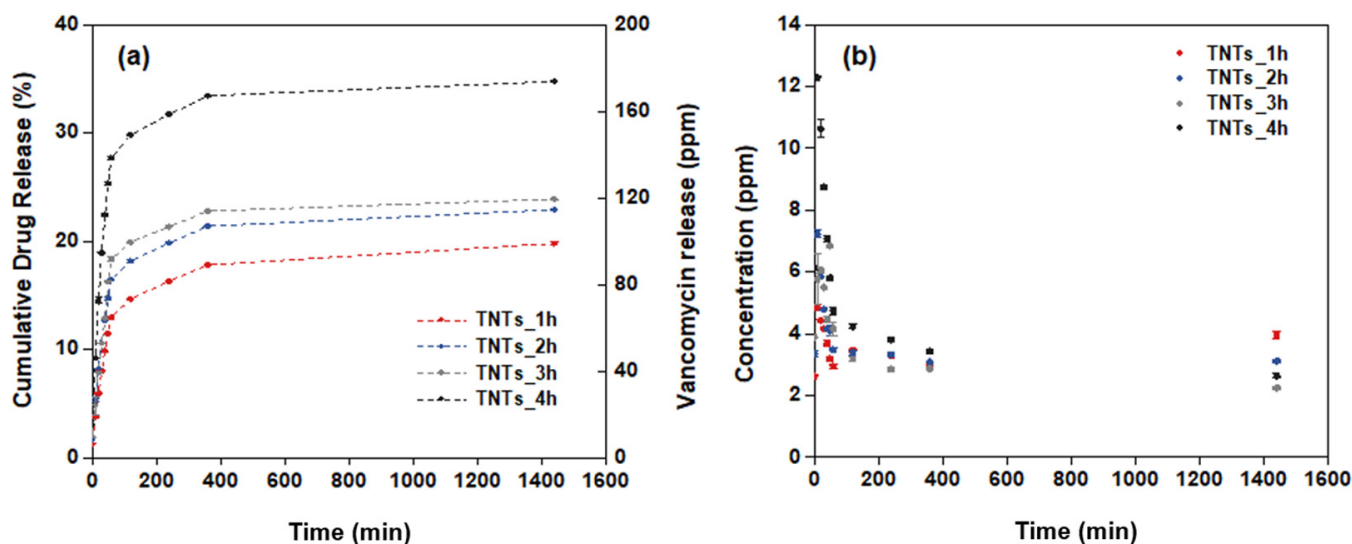 (a)
Cumulative Drug Release (%)
40
30
20
10
0
Vancomycin release (ppm)
200
160
120
80
40
0
TNTs_1h
TNTs_2h
TNTs_3h
TNTs_4h
0 200 400 600 800 1000 1200 1400 1600
Time (min)
(b)
Concentration (ppm)
14
12
10
8
6
4
2
0
TNTs_1h
TNTs_2h
TNTs_3h
TNTs_4h
0 200 400 600 800 1000 1200 1400 1600
Time (min)